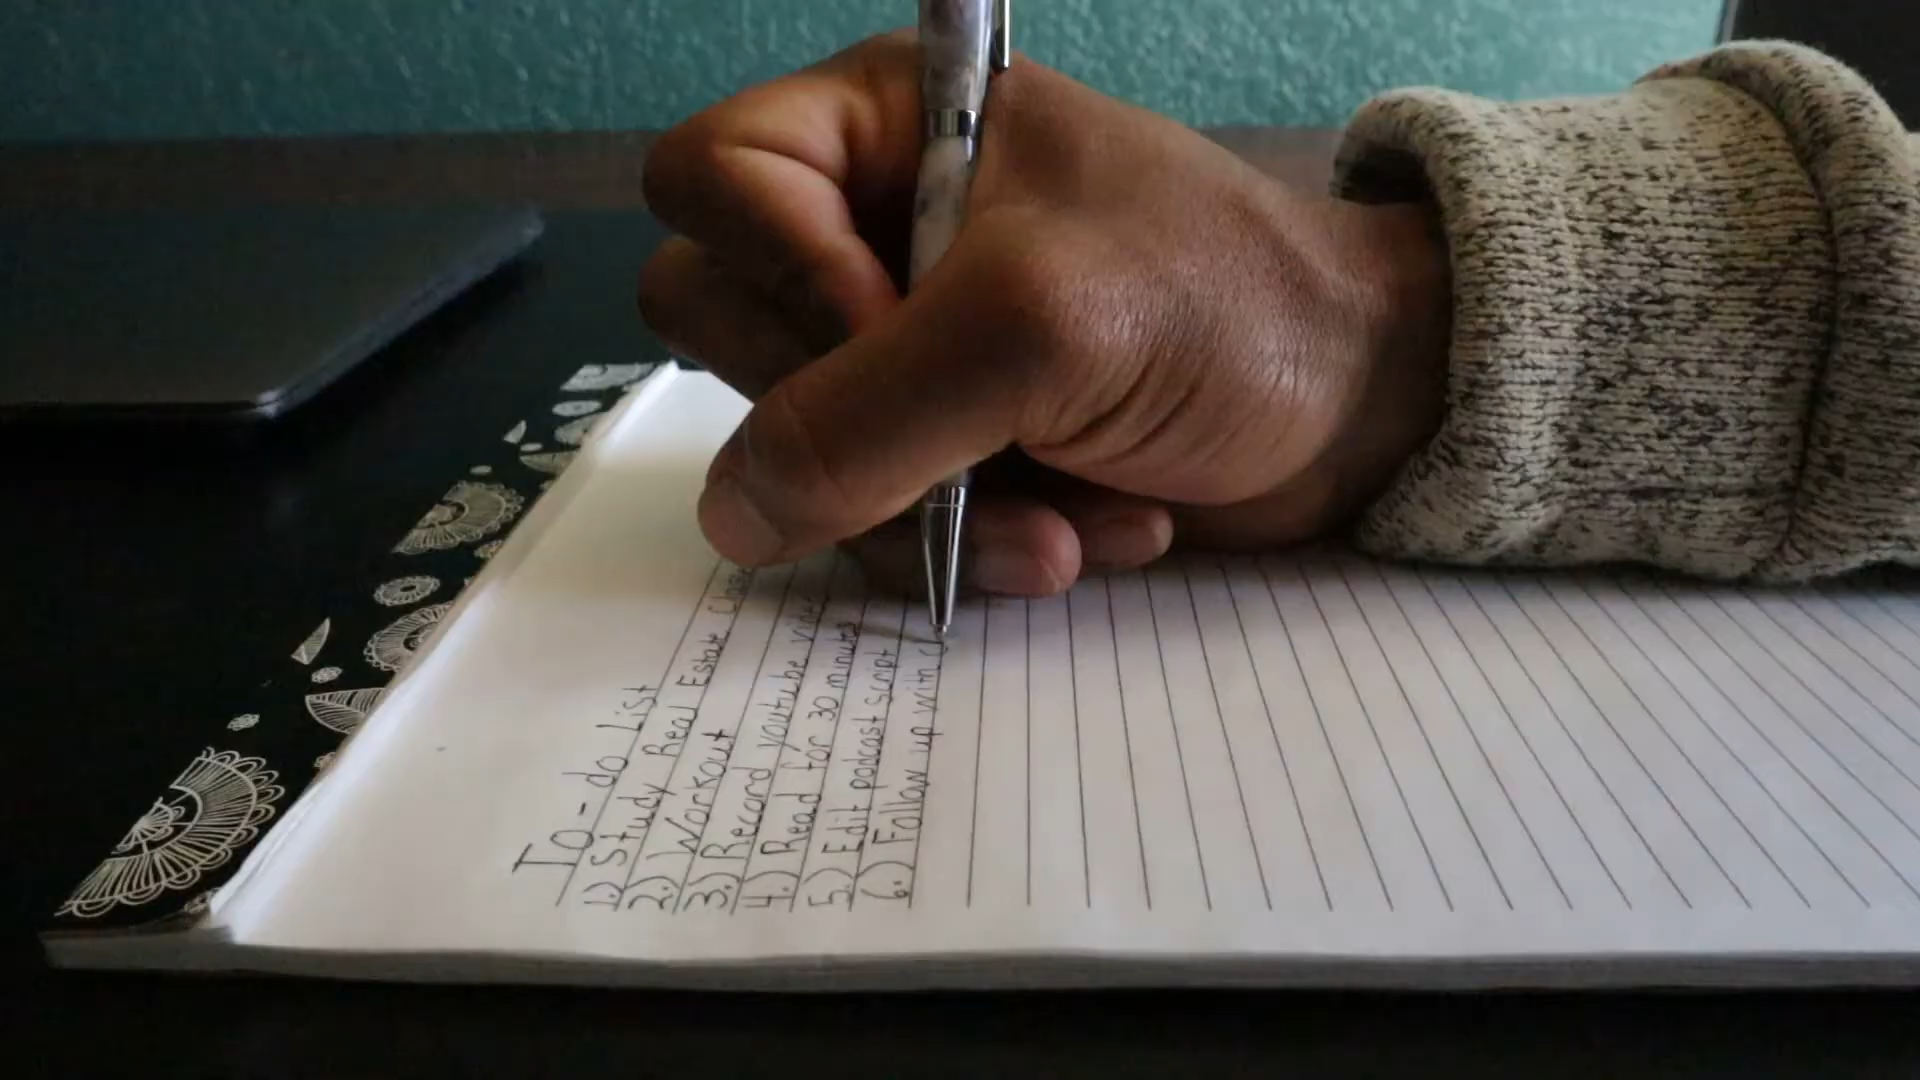 To-do List
1.) Study Real Estate
2.) Workout
3.) Record youtube
4.) Read for 30 minutes
5.) Edit podcast script
6.) Follow up with